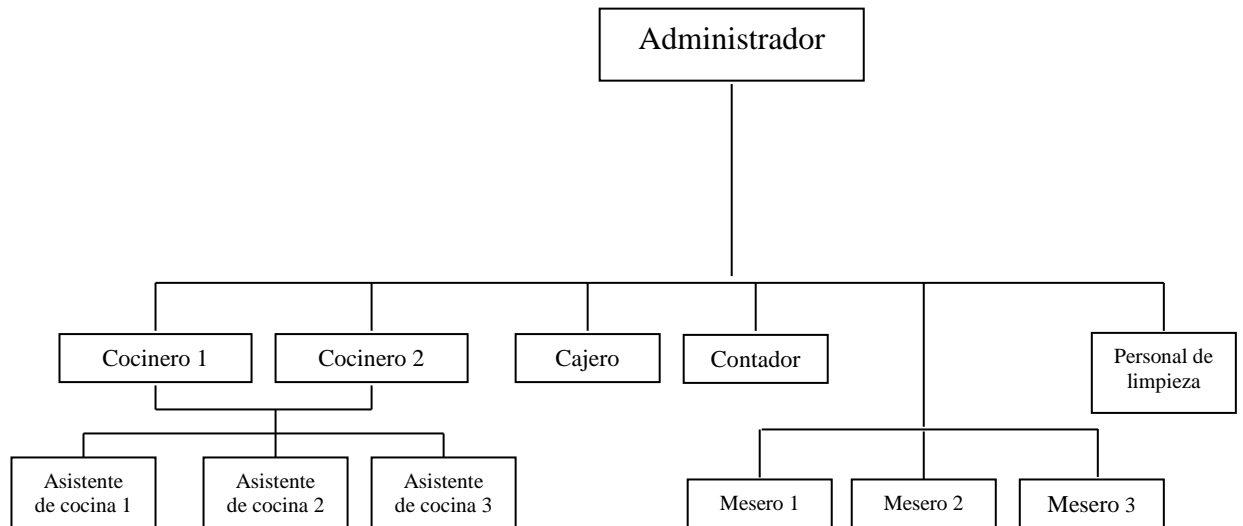 Administrador
Cocinero 1
Cocinero 2
Cajero
Contador
Personal de
limpieza
Asistente
de cocina 1
Asistente
de cocina 2
Asistente
de cocina 3
Mesero 1
Mesero 2
Mesero 3